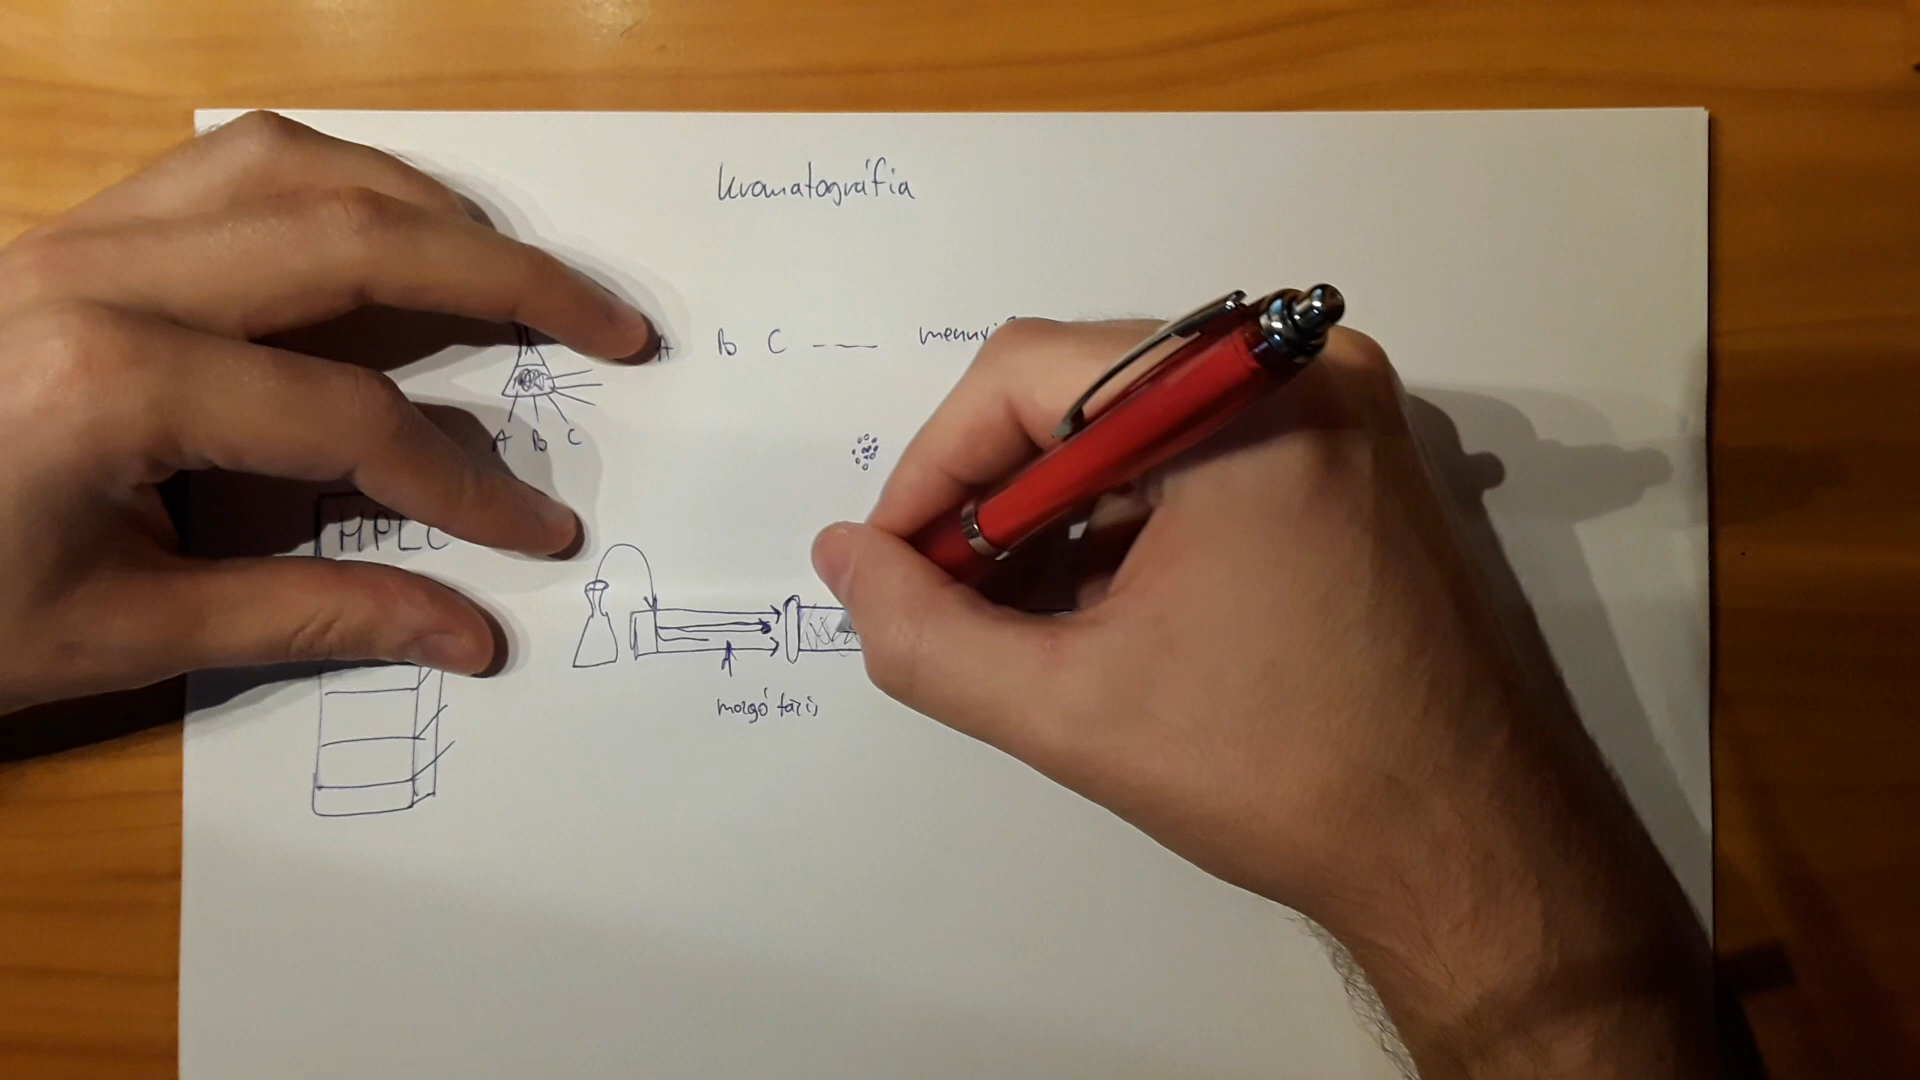 Kromatográfia
A B C
A B C
HPLC
A
mozgó fázis